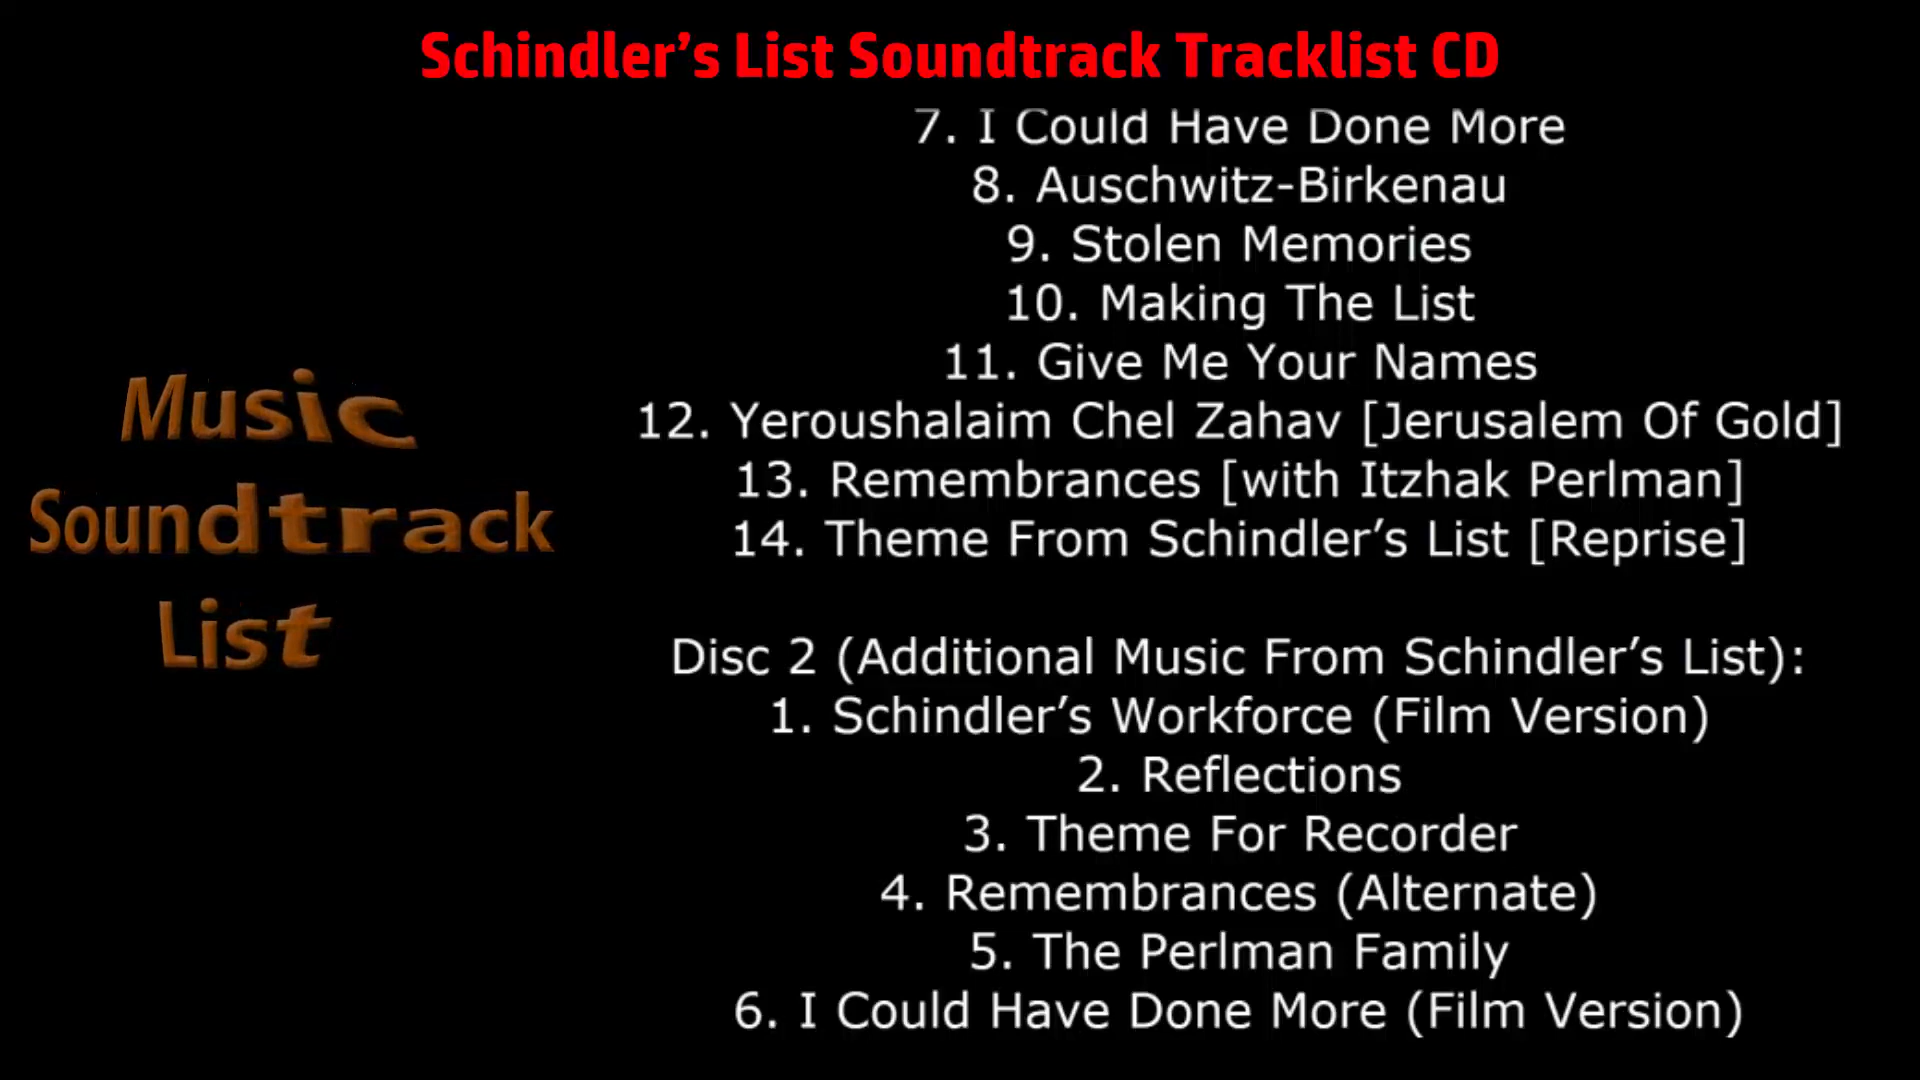 Schindler’s List Soundtrack Tracklist CD
7. I Could Have Done More
8. Auschwitz-Birkenau
9. Stolen Memories
10. Making The List
11. Give Me Your Names
12. Yeroushalaim Chel Zahav [Jerusalem Of Gold]
13. Remembrances [with Itzhak Perlman]
14. Theme From Schindler’s List [Reprise]
Disc 2 (Additional Music From Schindler’s List):
1. Schindler’s Workforce (Film Version)
2. Reflections
3. Theme For Recorder
4. Remembrances (Alternate)
5. The Perlman Family
6. I Could Have Done More (Film Version)
Music
Soundtrack
List